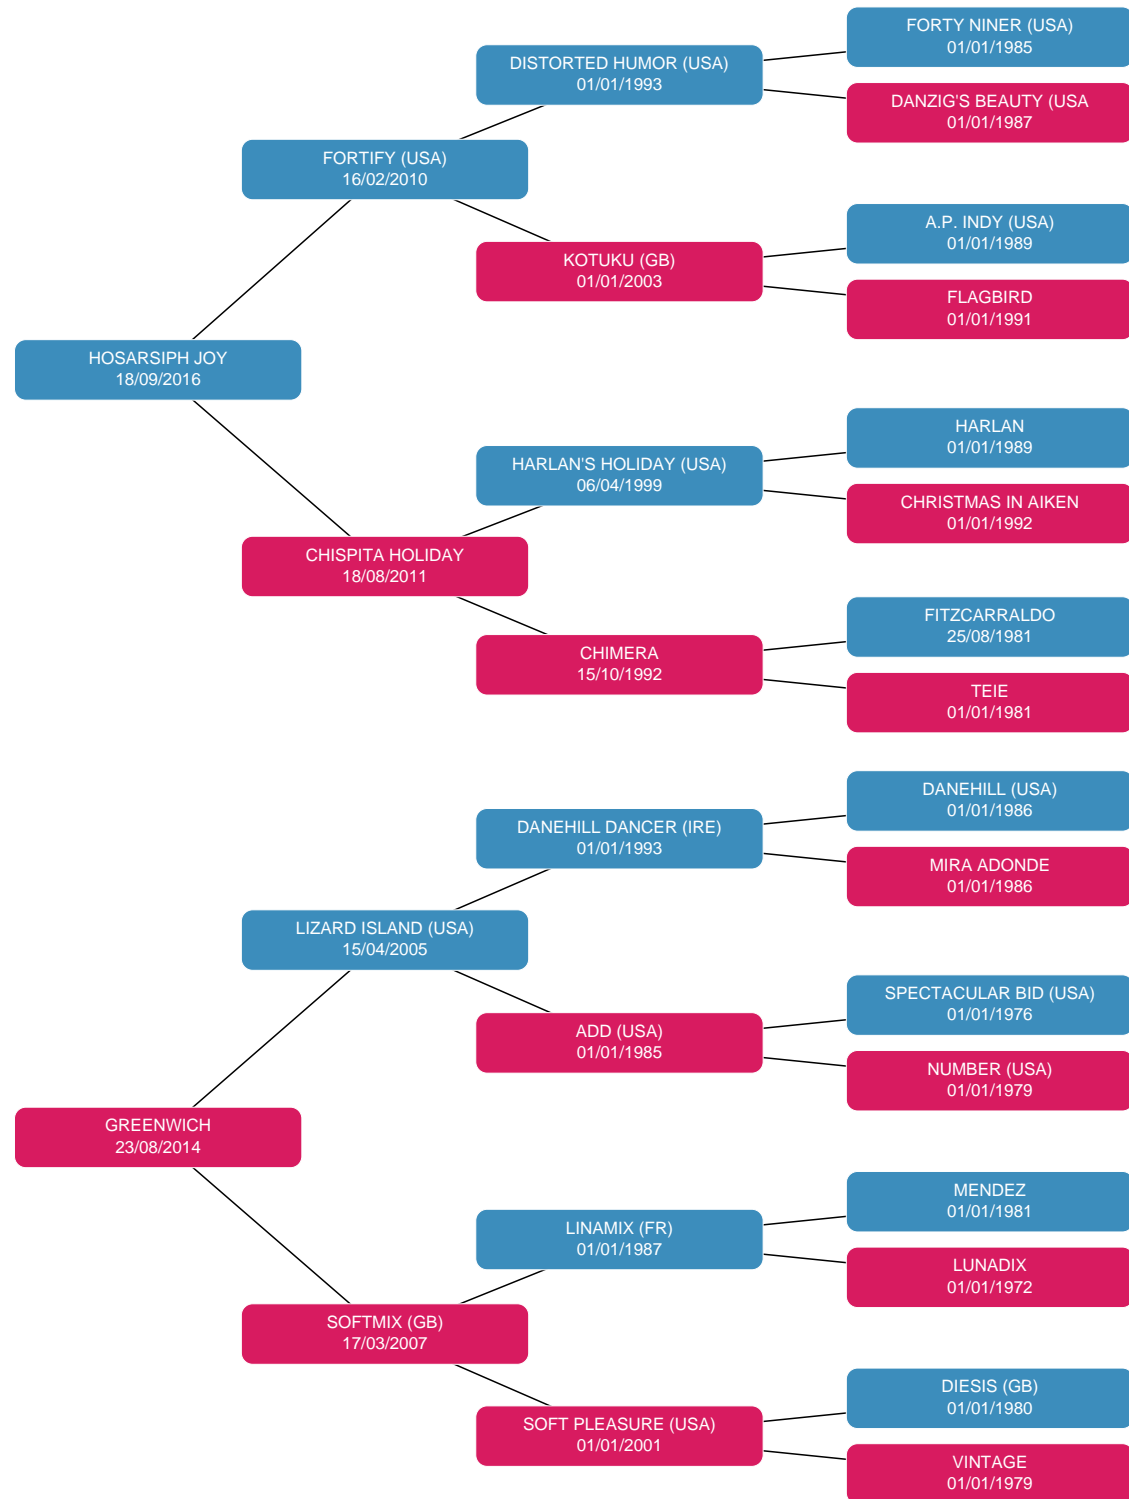 FORTY NINER (USA)
01/01/1985
DISTORTED HUMOR (USA)
01/01/1993
DANZIG'S BEAUTY (USA
01/01/1987
FORTIFY (USA)
16/02/2010
A.P. INDY (USA)
01/01/1989
KOTUKU (GB)
01/01/2003
FLAGBIRD
01/01/1991
HOSARSIPH JOY
18/09/2016
HARLAN
01/01/1989
HARLAN'S HOLIDAY (USA)
06/04/1999
CHRISTMAS IN AIKEN
01/01/1992
CHISPITA HOLIDAY
18/08/2011
FITZCARRALDO
25/08/1981
CHIMERA
15/10/1992
TEIE
01/01/1981
DANEHILL (USA)
01/01/1986
DANEHILL DANCER (IRE)
01/01/1993
MIRA ADONDE
01/01/1986
LIZARD ISLAND (USA)
15/04/2005
SPECTACULAR BID (USA)
01/01/1976
ADD (USA)
01/01/1985
NUMBER (USA)
01/01/1979
GREENWICH
23/08/2014
MENDEZ
01/01/1981
LINAMIX (FR)
01/01/1987
LUNADIX
01/01/1972
SOFTMIX (GB)
17/03/2007
DIESIS (GB)
01/01/1980
SOFT PLEASURE (USA)
01/01/2001
VINTAGE
01/01/1979